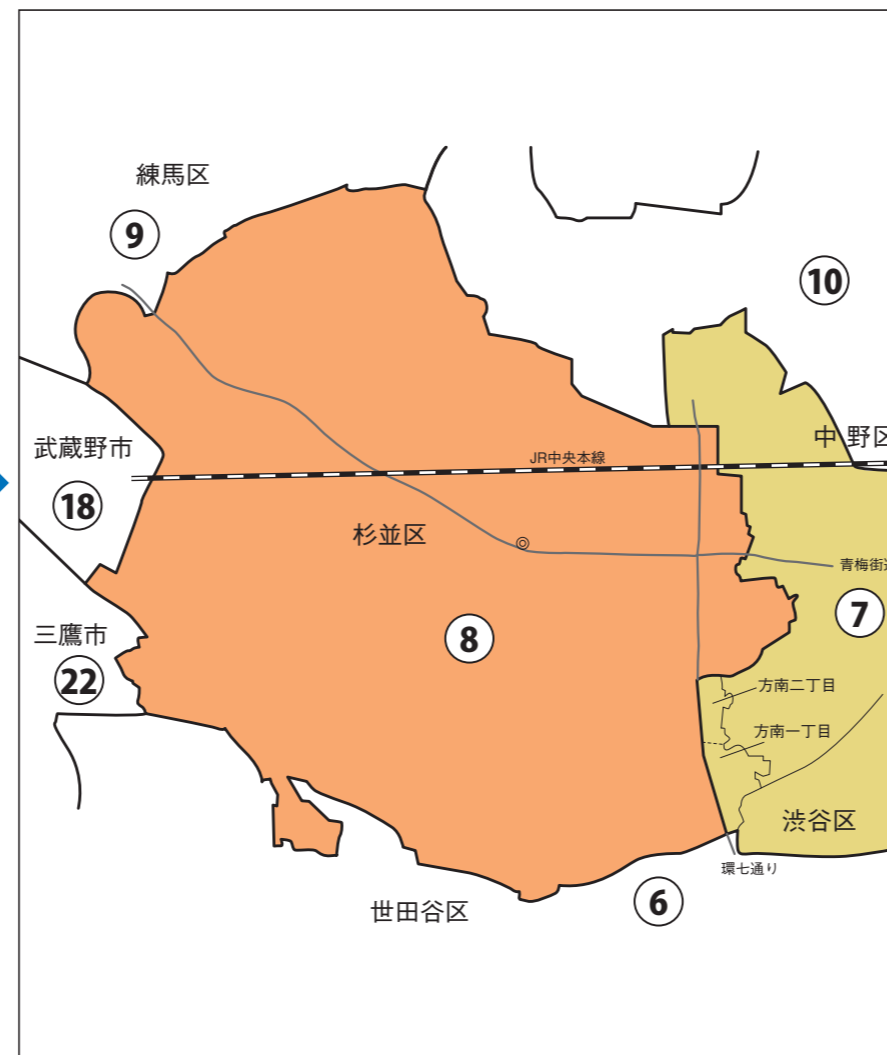 練馬区
9
10
中 野区
武蔵野市
JR中央本線
18
杉並区
青梅街
8
7
三鷹市
22
方南二丁目
方南一丁目
渋谷区
環七通り
6
世田谷区